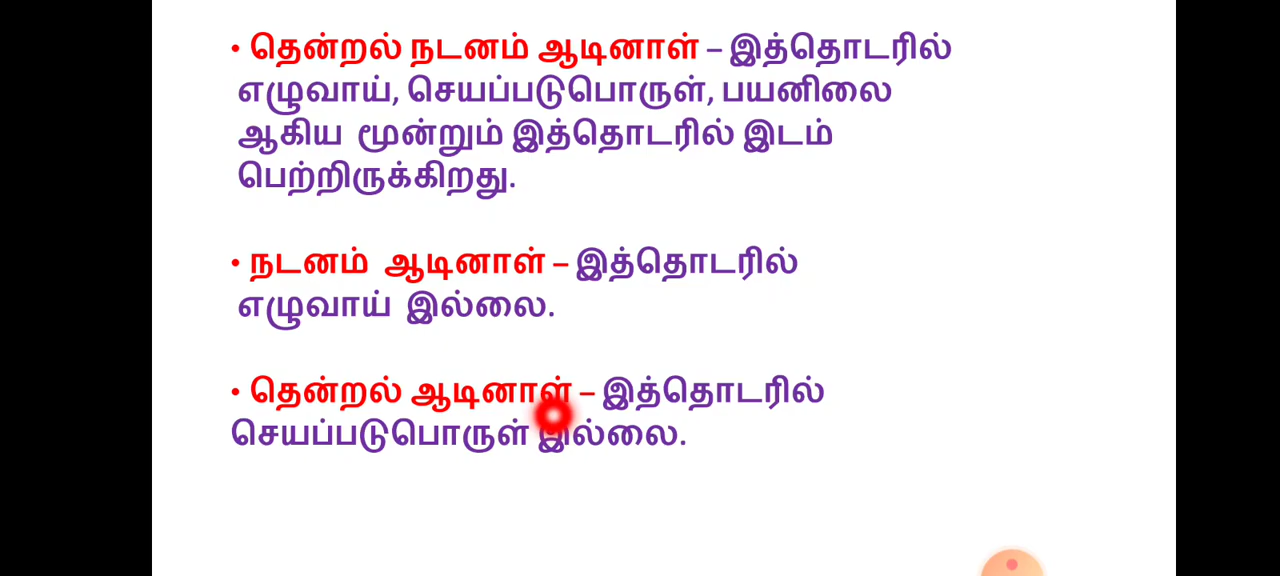 • தென்றல் நடனம் ஆடினாள் – இத்தொடரில்
எழுவாய், செயப்படுபொருள், பயனிலை
ஆகிய மூன்றும் இத்தொடரில் இடம்
பெற்றிருக்கிறது.
• நடனம் ஆடினாள் – இத்தொடரில்
எழுவாய் இல்லை.
• தென்றல் ஆடினாள் – இத்தொடரில்
செயப்படுபொருள் இல்லை.